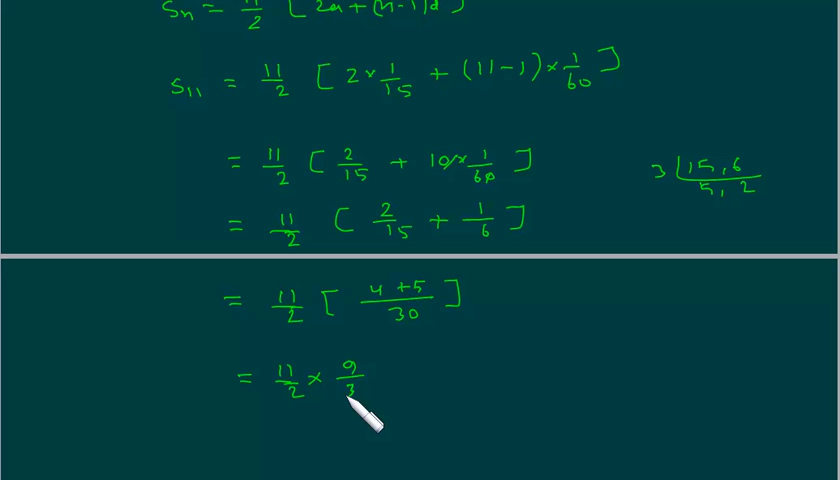 Sn = 11/2 [ 2a + (n-1)d ]
S11 = 11/2 [ 2 × 1/15 + (11-1) × 1/60 ]
= 11/2 [ 2/15 + 10 × 1/60 ]
3 | 15, 6
5, 2
= 11/2 [ 2/15 + 1/6 ]
= 11/2 [ 4+5/30 ]
= 11/2 × 9/3